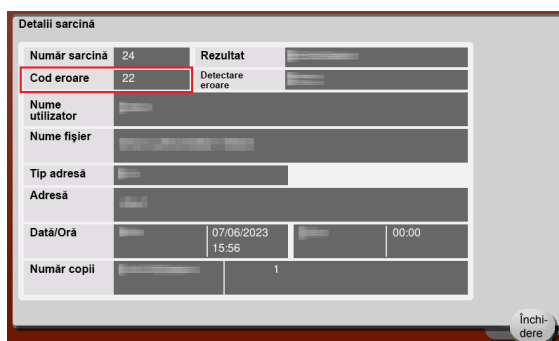 Detalii sarcină
Număr sarcină 24 Rezultat
Cod eroare 22 Detectare eroare
Nume utilizator
Nume fişier
Tip adresă
Adresă
Dată/Oră 07/06/2023 15:56 00:00
Număr copii 1
Închi-
dere